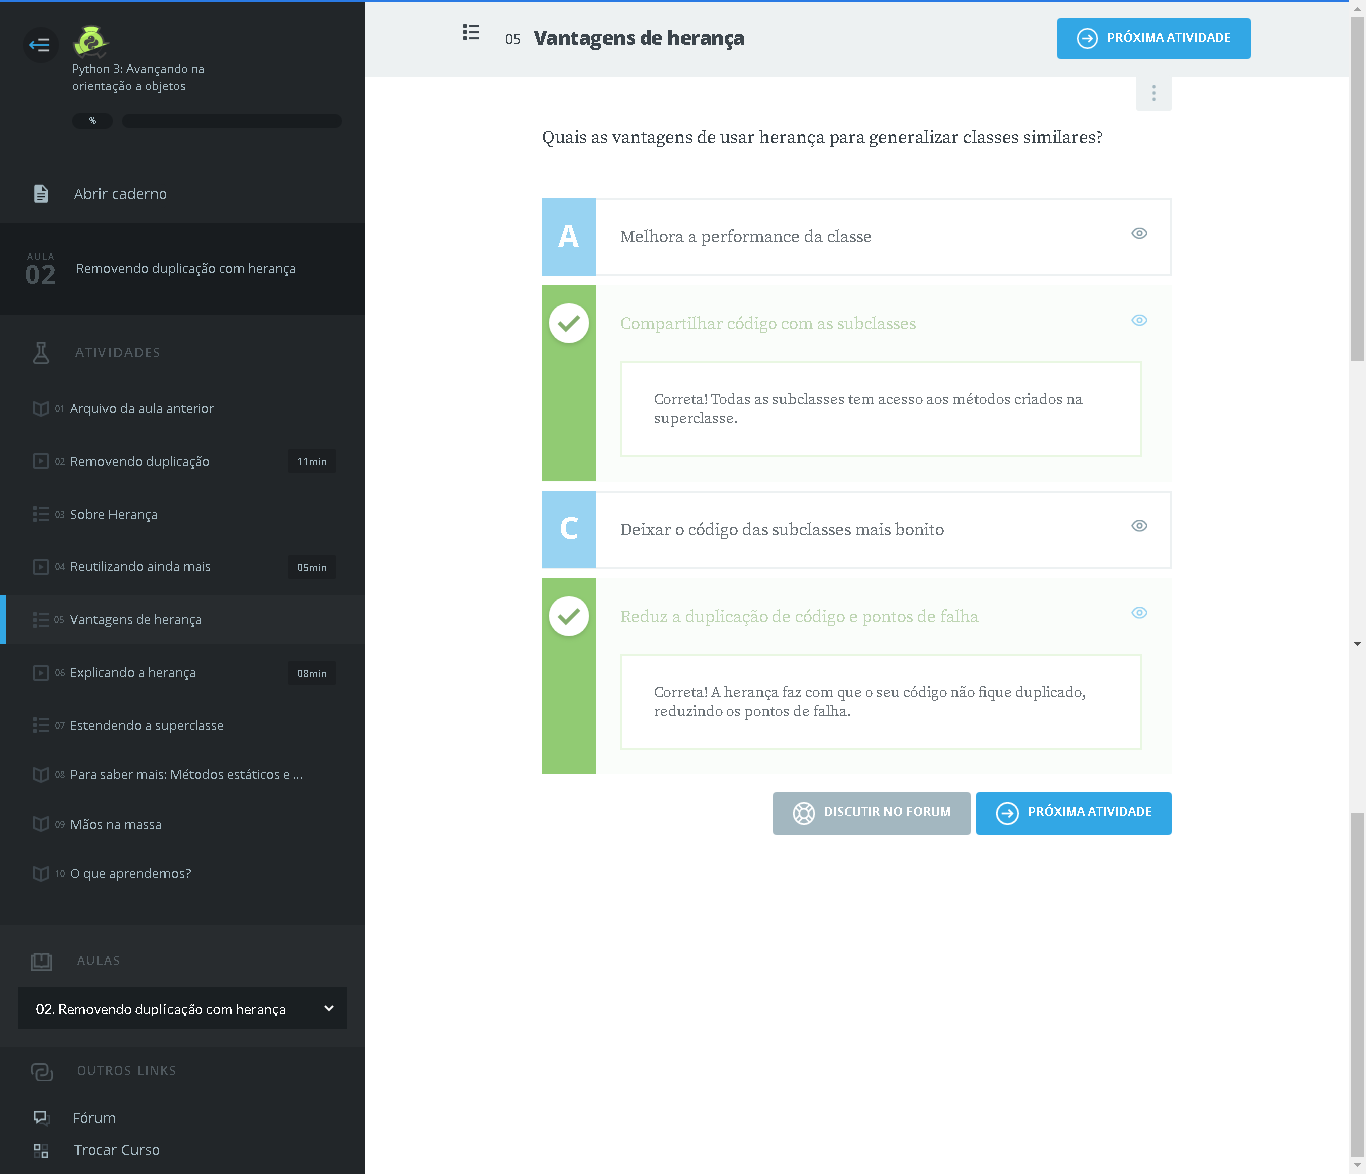 Python 3: Avançando na
orientação a objetos
%
Abrir caderno
AULA
02
Removendo duplicação com herança
ATIVIDADES
01 Arquivo da aula anterior
02 Removendo duplicação 11min
03 Sobre Herança
04 Reutilizando ainda mais 05min
05 Vantagens de herança
06 Explicando a herança 08min
07 Estendendo a superclasse
08 Para saber mais: Métodos estáticos e ...
09 Mãos na massa
10 O que aprendemos?
AULAS
02. Removendo duplicação com herança
OUTROS LINKS
Fórum
Trocar Curso
05 Vantagens de herança
PRÓXIMA ATIVIDADE
Quais as vantagens de usar herança para generalizar classes similares?
A Melhora a performance da classe
Compartilhar código com as subclasses
Correta! Todas as subclasses tem acesso aos métodos criados na
superclasse.
C Deixar o código das subclasses mais bonito
Reduz a duplicação de código e pontos de falha
Correta! A herança faz com que o seu código não fique duplicado,
reduzindo os pontos de falha.
DISCUTIR NO FORUM
PRÓXIMA ATIVIDADE